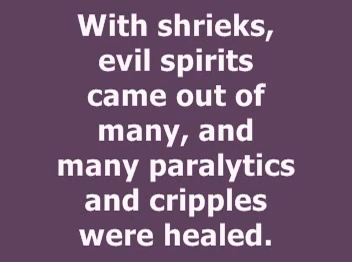 With shrieks,
evil spirits
came out of
many, and
many paralytics
and cripples
were healed.